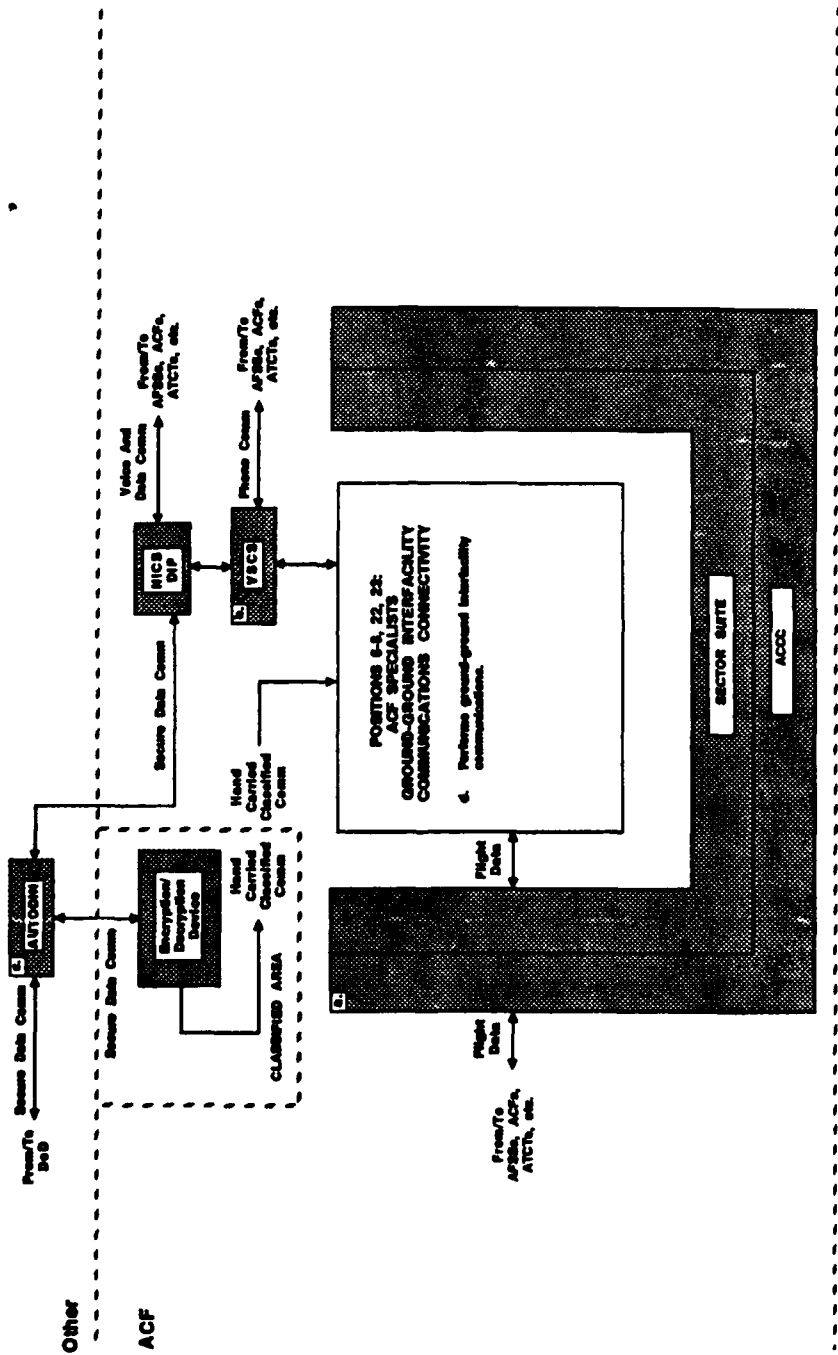 Other
ACF
From/To
DoD
Secure Data Comm
c.
AUTODIN
Secure Data Comm
Encryption/
Decryption
Device
Hand
Carried
Classified
Comm
CLASSIFIED AREA
Secure Data Comm
Hand
Carried
Classified
Comm
NICS
DIP
Voice And
Data Comm
From/To
AFSSs, ACFs,
ATCTs, etc.
b.
VSCS
Phone Comm
From/To
AFSSs, ACFs,
ATCTs, etc.
POSITIONS 6-8, 22, 23:
ACF SPECIALISTS
GROUND-GROUND INTERFACILITY
COMMUNICATIONS CONNECTIVITY
d. Performs ground-ground interfacility
communications.
Flight
Data
a.
Flight
Data
From/To
AFSSs, ACFs,
ATCTs, etc.
SECTOR SUITE
ACCC